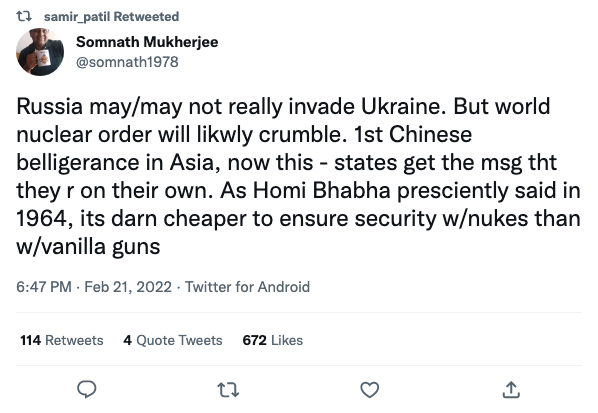 samir_patil Retweeted
Somnath Mukherjee
@somnath1978
Russia may/may not really invade Ukraine. But world
nuclear order will likwly crumble. 1st Chinese
belligerance in Asia, now this - states get the msg tht
they r on their own. As Homi Bhabha presciently said in
1964, its darn cheaper to ensure security w/nukes than
w/vanilla guns
6:47 PM · Feb 21, 2022 · Twitter for Android
114 Retweets 4 Quote Tweets 672 Likes